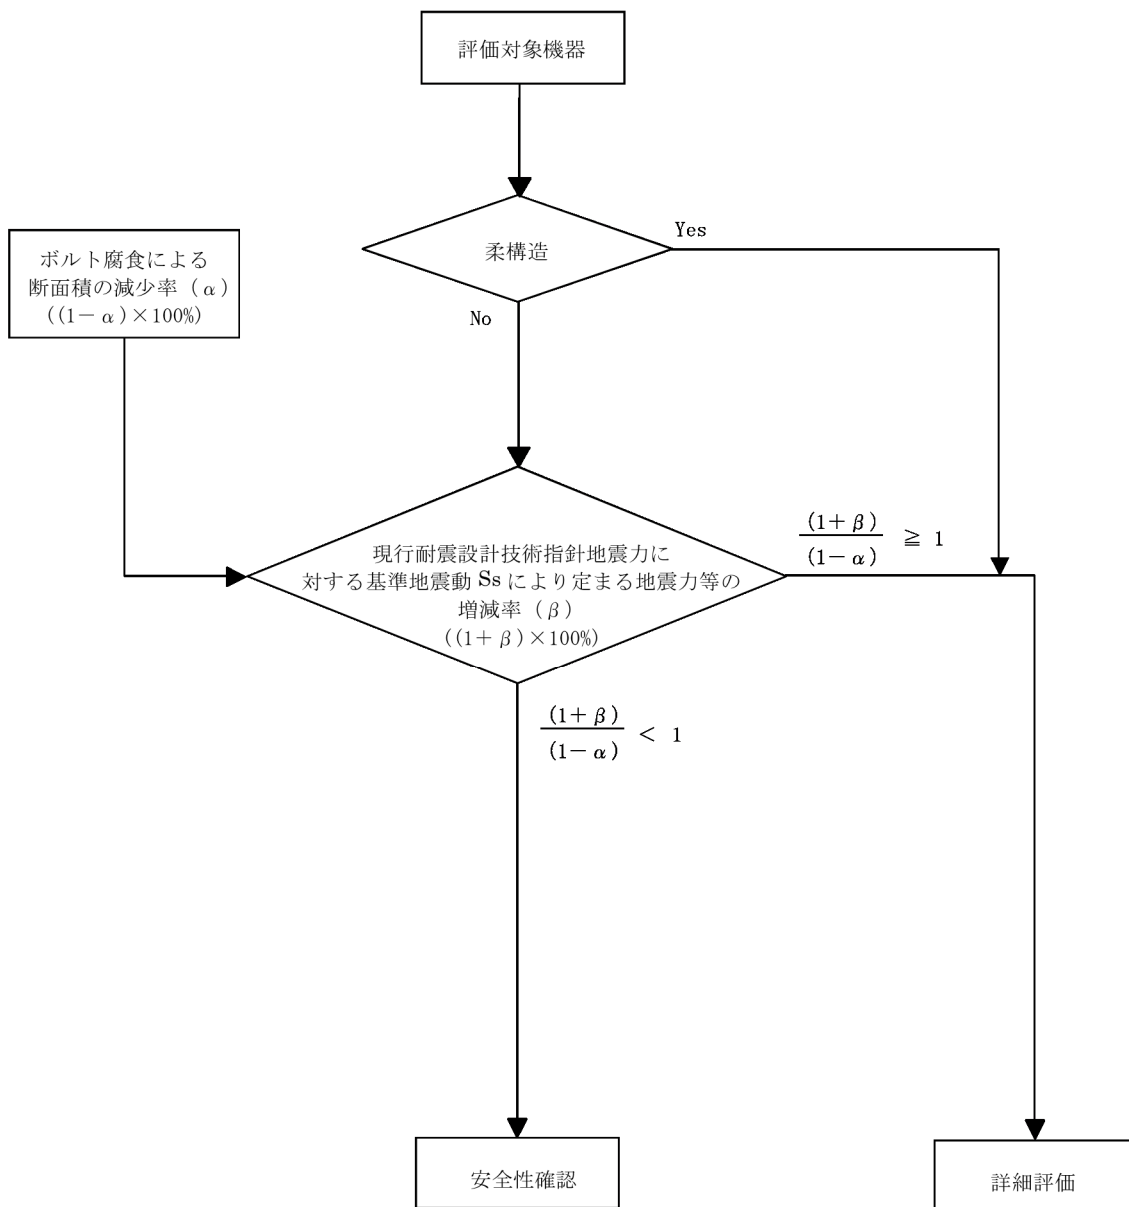 評価対象機器
柔構造
Yes
No
ボルト腐食による
断面積の減少率(α)
((1-α)×100%)
現行耐震設計技術指針地震力に
対する基準地震動Ssにより定まる地震力等の
増減率(β)
((1+β)×100%)
(1+β)
(1-α)
≧ 1
(1+β)
(1-α)
< 1
安全性確認
詳細評価